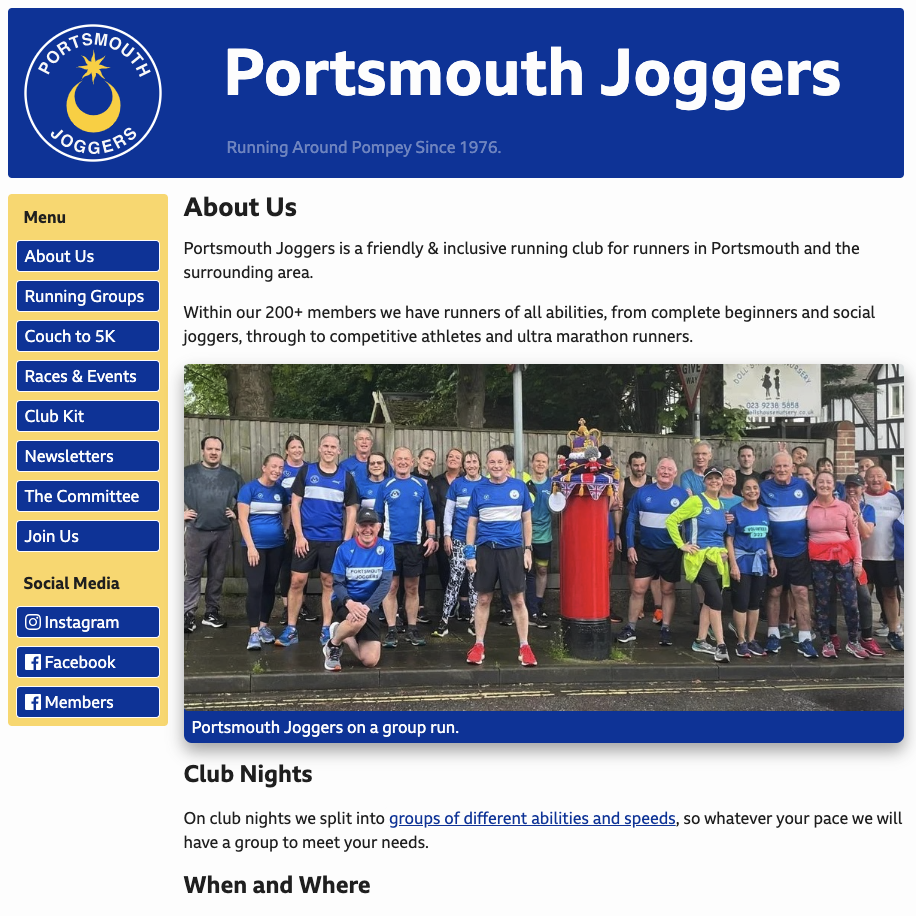 PORTSMOUTH
JOGGERS
Portsmouth Joggers
Running Around Pompey Since 1976.
Menu
About Us
Running Groups
Couch to 5K
Races & Events
Club Kit
Newsletters
The Committee
Join Us
Social Media
Instagram
Facebook
Members
About Us
Portsmouth Joggers is a friendly & inclusive running club for runners in Portsmouth and the
surrounding area.
Within our 200+ members we have runners of all abilities, from complete beginners and social
joggers, through to competitive athletes and ultra marathon runners.
GIVE
WAY
023 9238 5858
PORTSMOUTH
JOGGERS
Portsmouth Joggers on a group run.
Club Nights
On club nights we split into groups of different abilities and speeds, so whatever your pace we will
have a group to meet your needs.
When and Where